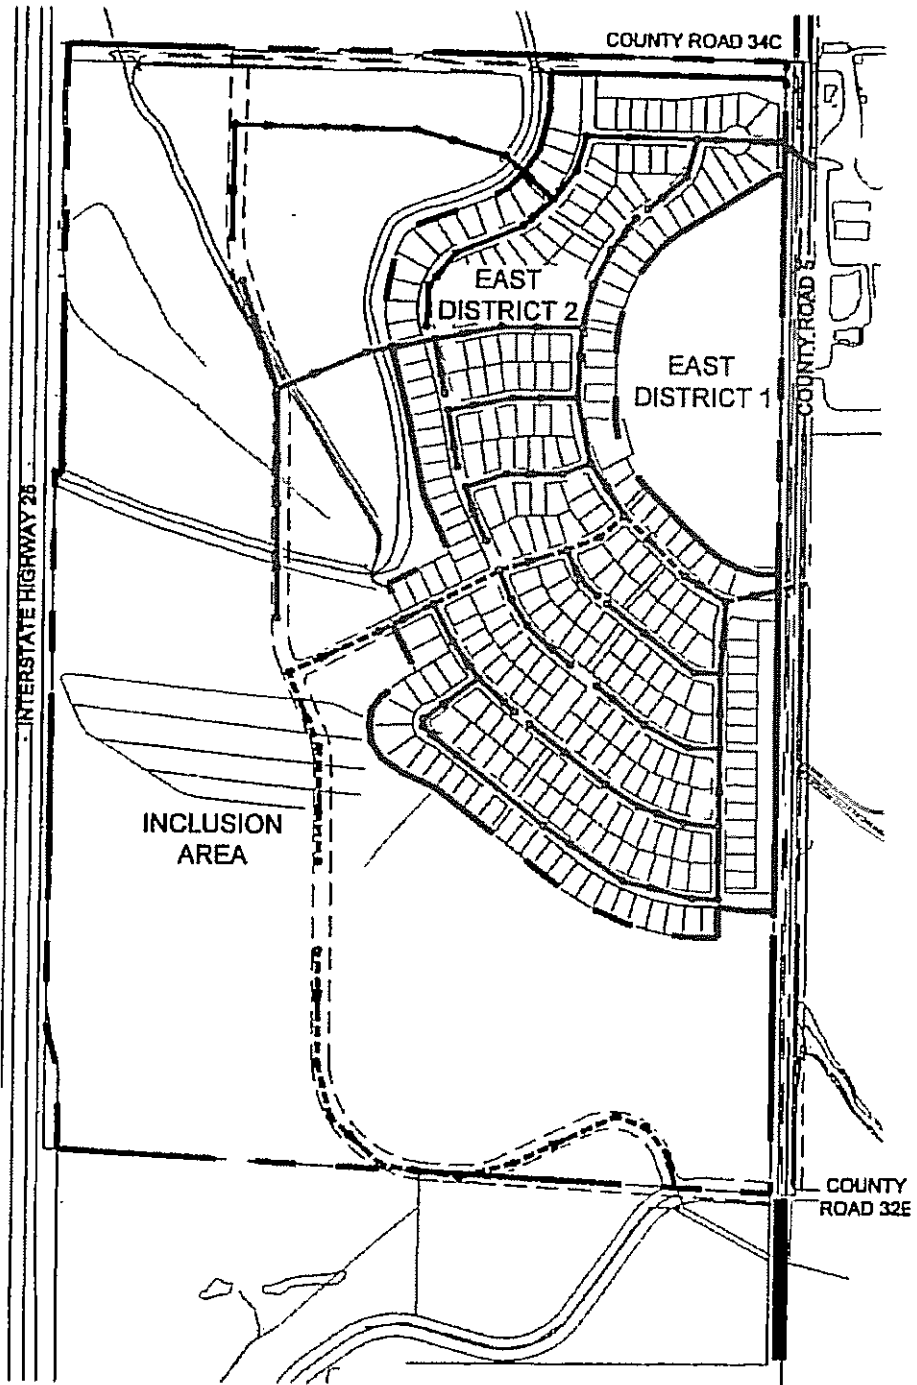 COUNTY ROAD 34C
EAST
DISTRICT 2
EAST
DISTRICT 1
COUNTY ROAD 5
INTERSTATE HIGHWAY 25
INCLUSION
AREA
COUNTY
ROAD 32E